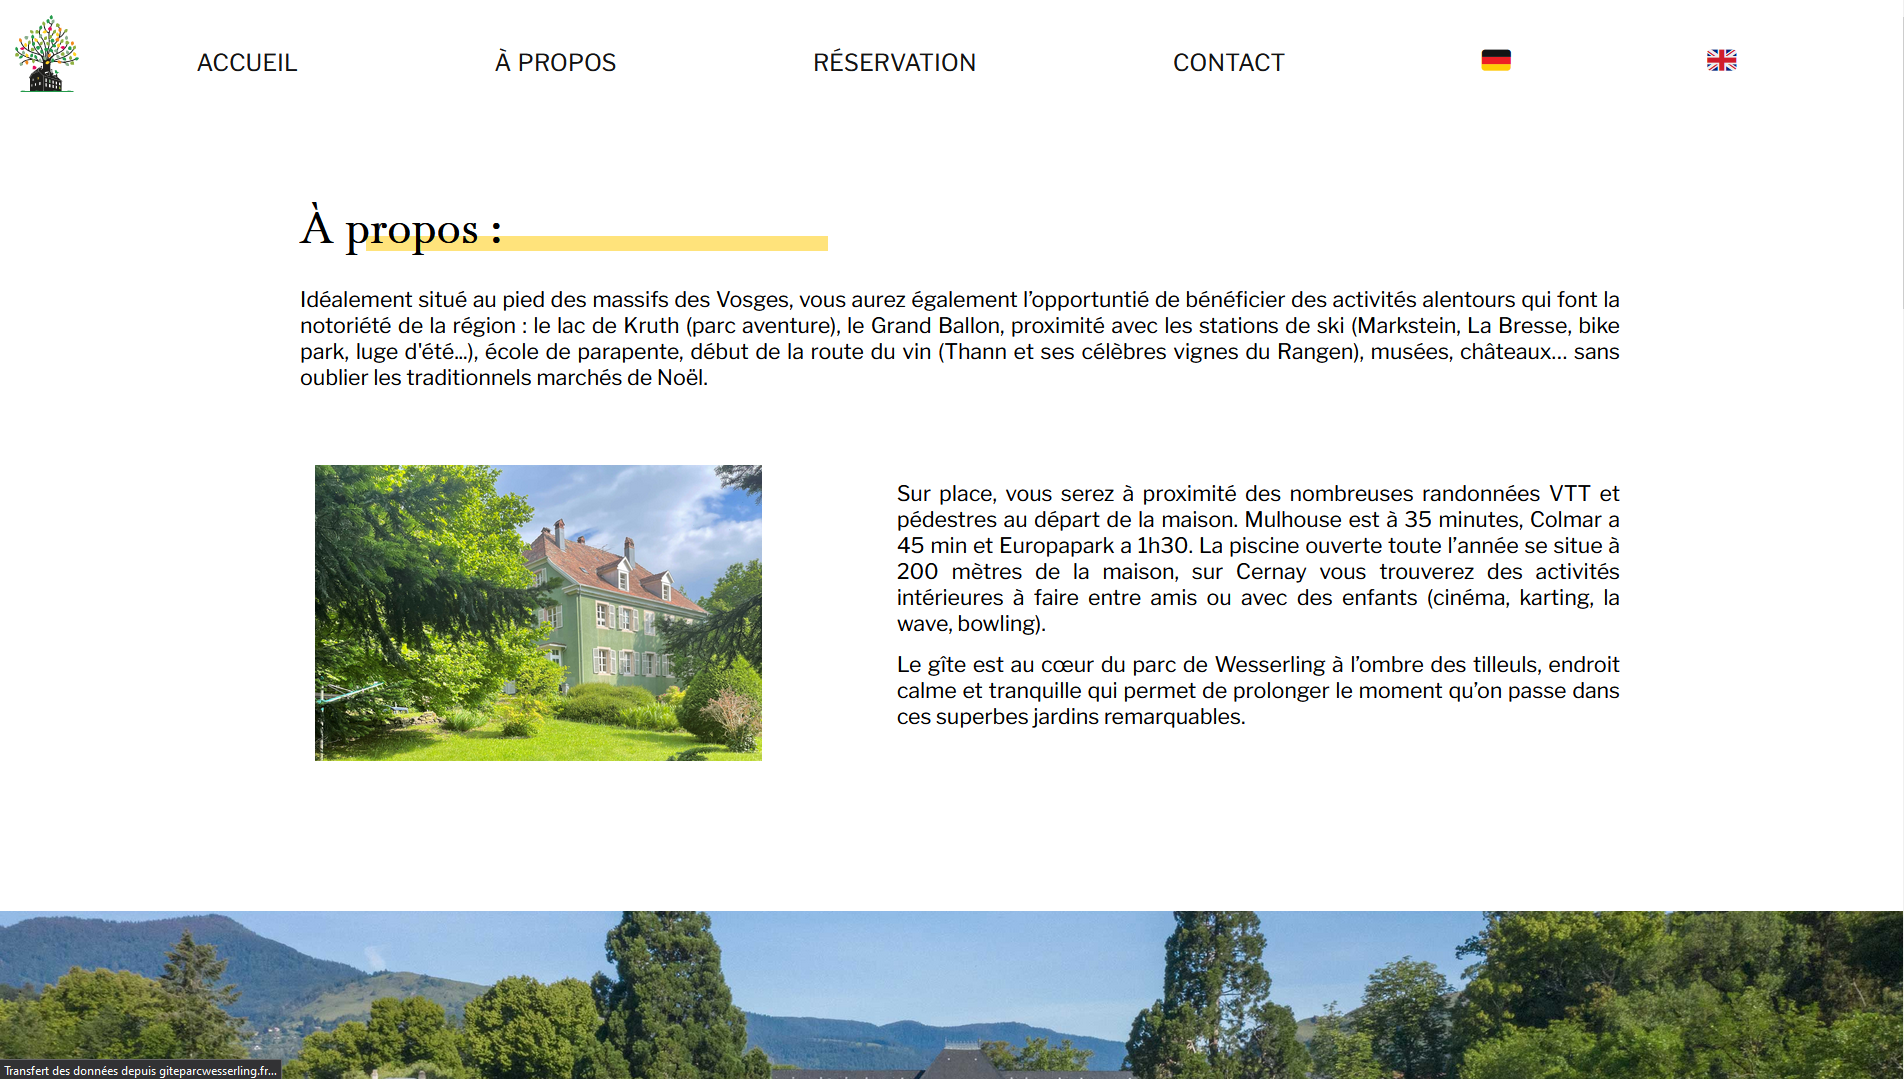 ACCUEIL
À PROPOS
RÉSERVATION
CONTACT
À propos :
Idéalement situé au pied des massifs des Vosges, vous aurez également l’opportuntié de bénéficier des activités alentours qui font la
notoriété de la région : le lac de Kruth (parc aventure), le Grand Ballon, proximité avec les stations de ski (Markstein, La Bresse, bike
park, luge d'été...), école de parapente, début de la route du vin (Thann et ses célèbres vignes du Rangen), musées, châteaux… sans
oublier les traditionnels marchés de Noël.
Sur place, vous serez à proximité des nombreuses randonnées VTT et
pédestres au départ de la maison. Mulhouse est à 35 minutes, Colmar a
45 min et Europapark a 1h30. La piscine ouverte toute l’année se situe à
200 mètres de la maison, sur Cernay vous trouverez des activités
intérieures à faire entre amis ou avec des enfants (cinéma, karting, la
wave, bowling).
Le gîte est au cœur du parc de Wesserling à l’ombre des tilleuls, endroit
calme et tranquille qui permet de prolonger le moment qu’on passe dans
ces superbes jardins remarquables.
Transfert des données depuis giteparcwesserling.fr...